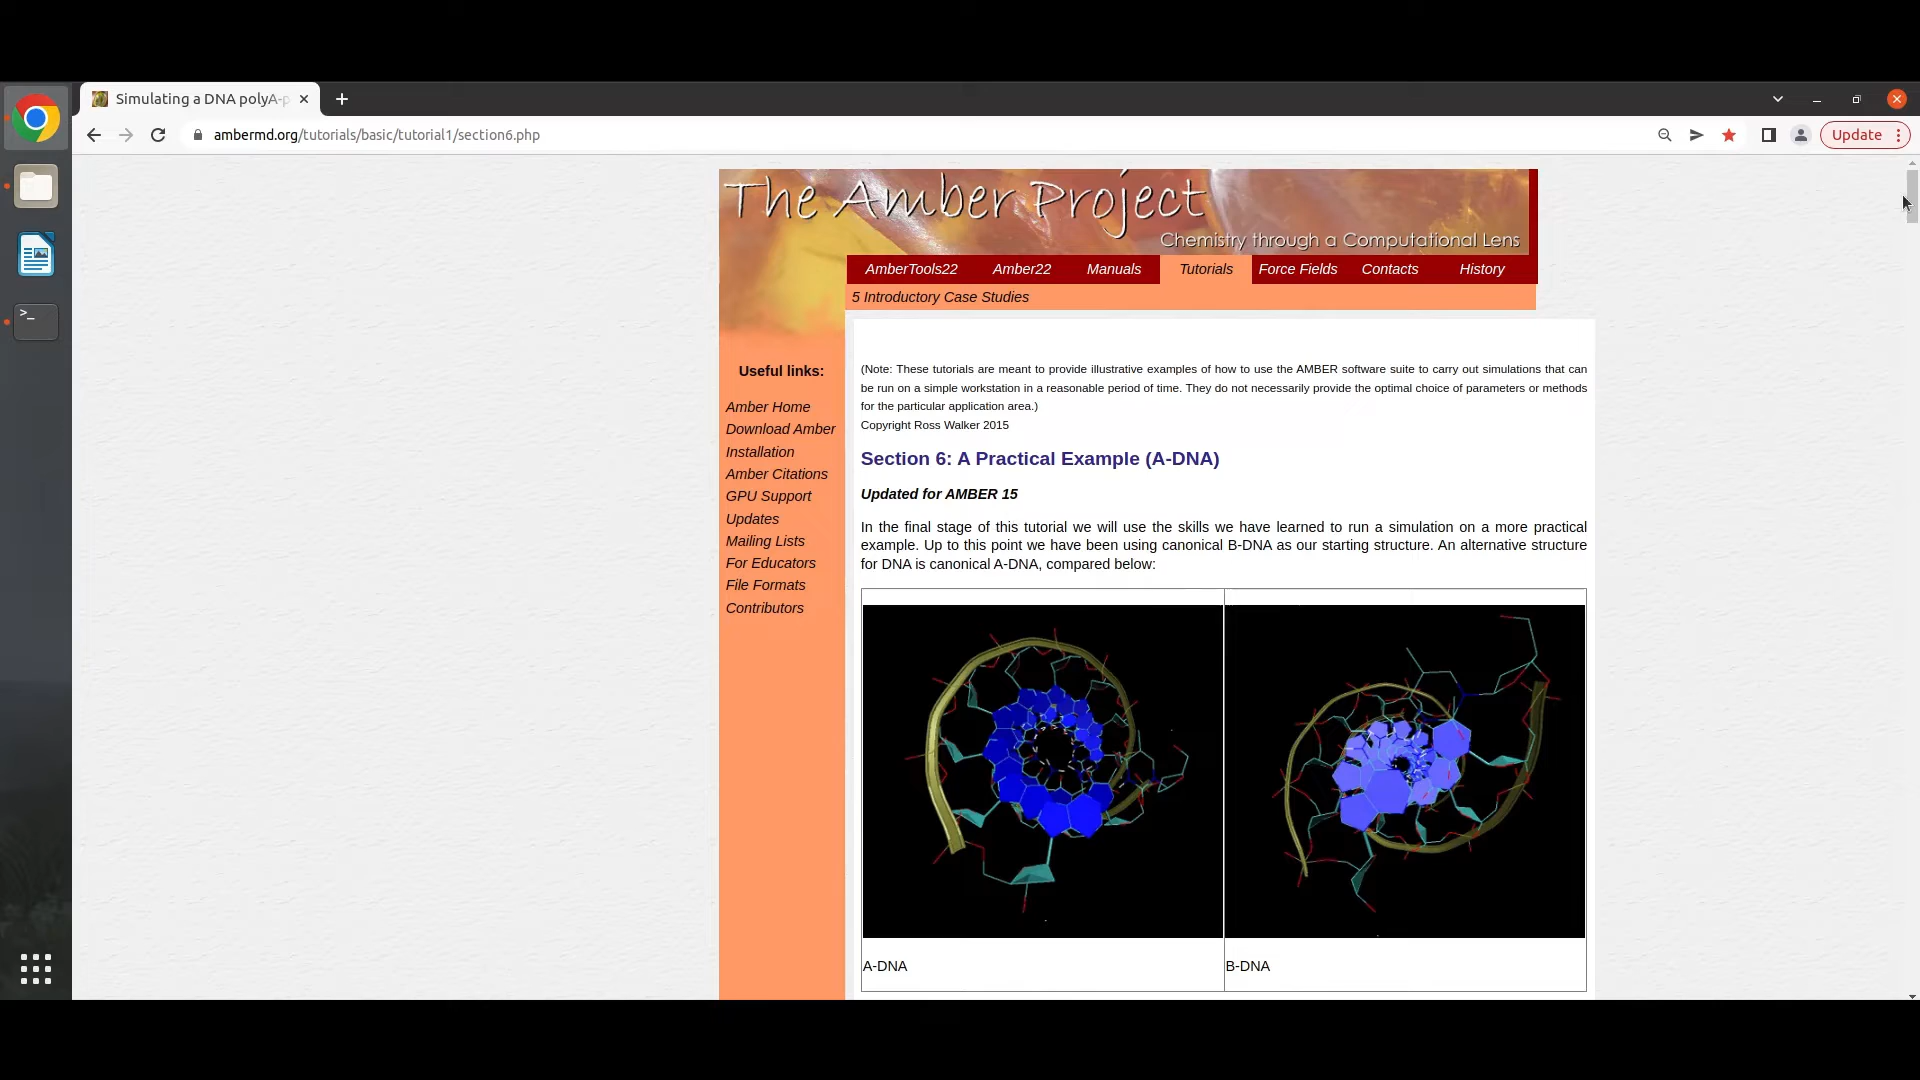 Simulating a DNA polyA-p
ambermd.org/tutorials/basic/tutorial1/section6.php
Update
The Amber Project
Chemistry through a Computational Lens
AmberTools22 Amber22 Manuals Tutorials Force Fields Contacts History
5 Introductory Case Studies
Useful links:
Amber Home
Download Amber
Installation
Amber Citations
GPU Support
Updates
Mailing Lists
For Educators
File Formats
Contributors
(Note: These tutorials are meant to provide illustrative examples of how to use the AMBER software suite to carry out simulations that can
be run on a simple workstation in a reasonable period of time. They do not necessarily provide the optimal choice of parameters or methods
for the particular application area.)
Copyright Ross Walker 2015
Section 6: A Practical Example (A-DNA)
Updated for AMBER 15
In the final stage of this tutorial we will use the skills we have learned to run a simulation on a more practical
example. Up to this point we have been using canonical B-DNA as our starting structure. An alternative structure
for DNA is canonical A-DNA, compared below:
A-DNA
B-DNA